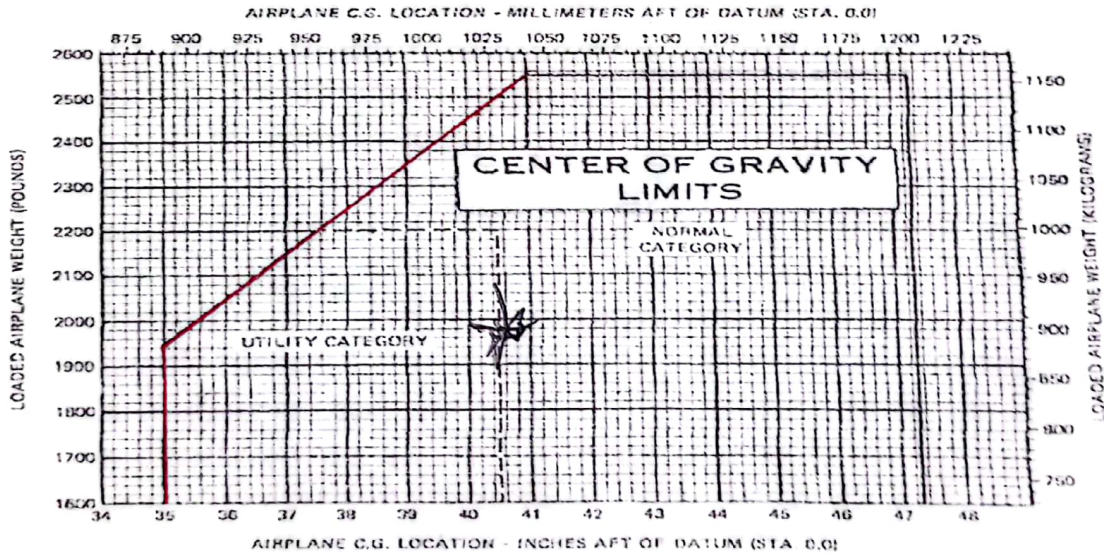 AIRPLANE C.G. LOCATION - MILLIMETERS AFT OF DATUM (STA. 0.0)
875 900 925 950 975 1000 1025 1050 1075 1100 1125 1150 1175 1200 1225
2600
2500
2400
2300
2200
2100
2000
1900
1800
1700
1600
LOADED AIRPLANE WEIGHT (POUNDS)
CENTER OF GRAVITY
LIMITS
NORMAL
CATEGORY
UTILITY CATEGORY
1150
1100
1050
1000
950
900
850
800
750
LOADED AIRPLANE WEIGHT (KILOGRAMS)
34 35 36 37 38 39 40 41 42 43 44 45 46 47 48
AIRPLANE C.G. LOCATION - INCHES AFT OF DATUM (STA. 0.0)